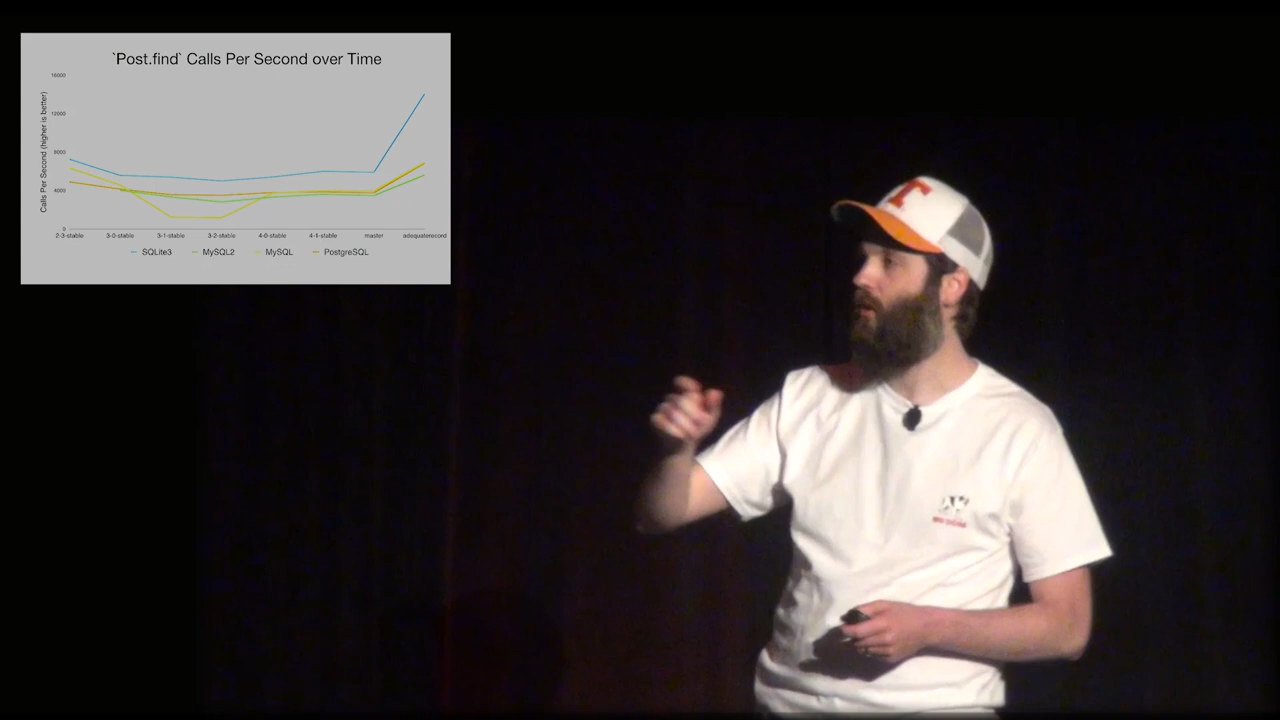 `Post.find` Calls Per Second over Time
Calls Per Second (higher is better)
16000
12000
8000
4000
0
2-3-stable 3-0-stable 3-1-stable 3-2-stable 4-0-stable 4-1-stable master adequaterecord
SQLite3 MySQL2 MySQL PostgreSQL
T